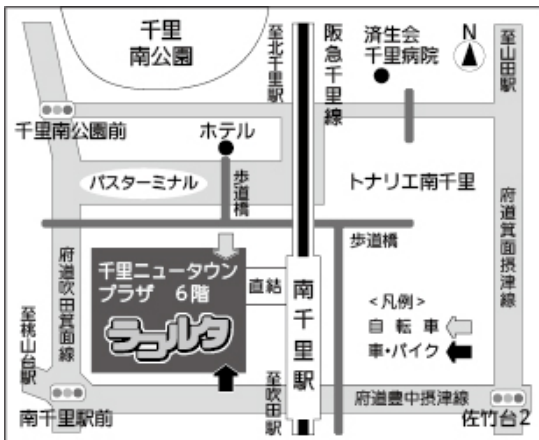 千里
南公園
至北千里駅
阪急千里線
済生会
千里病院
N
至山田駅
千里南公園前
ホテル
バスターミナル
歩道橋
トナリエ南千里
府道箕面摂津線
歩道橋
府道吹田箕面線
千里ニュータウン
プラザ 6階
ラコルタ
直結
南千里駅
<凡例>
自転車
車・バイク
至桃山台駅
南千里駅前
至吹田駅
府道豊中摂津線
佐竹台2